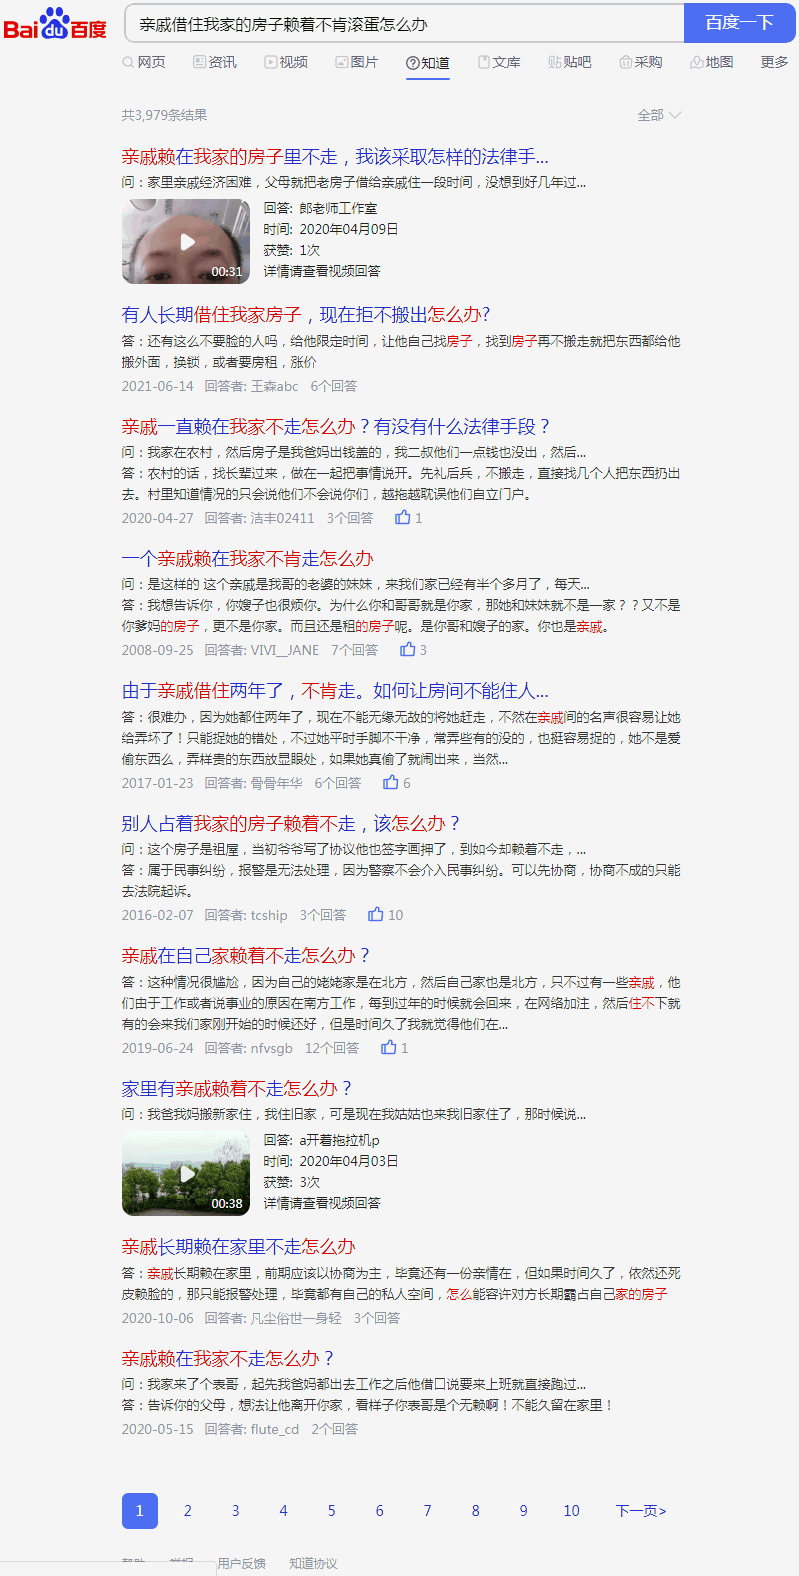 Bai du 百度 亲戚借住我家的房子赖着不肯滚蛋怎么办 百度一下
网页 资讯 视频 图片 知道 文库 贴吧 采购 地图 更多
共3,979条结果 全部
亲戚赖在我家的房子里不走，我该采取怎样的法律手...
问：家里亲戚经济困难，父母就把老房子借给亲戚住一段时间，没想到好几年过...
回答: 郎老师工作室
时间: 2020年04月09日
获赞: 1次
00:31
详情请查看视频回答
有人长期借住我家房子，现在拒不搬出怎么办?
答：还有这么不要脸的人吗，给他限定时间，让他自己找房子，找到房子再不搬走就把东西都给他
搬外面，换锁，或者要房租，涨价
2021-06-14 回答者: 王森abc 6个回答
亲戚一直赖在我家不走怎么办？有没有什么法律手段？
问：我家在农村，然后房子是我爸妈出钱盖的，我二叔他们一点钱也没出，然后...
答：农村的话，找长辈过来，做在一起把事情说开。先礼后兵，不搬走，直接找几个人把东西扔出
去。村里知道情况的只会说他们不会说你们，越拖越耽误他们自立门户。
2020-04-27 回答者: 洁丰02411 3个回答 1
一个亲戚赖在我家不肯走怎么办
问：是这样的 这个亲戚是我哥的老婆的妹妹，来我们家已经有半个多月了，每天...
答：我想告诉你，你嫂子也很烦你。为什么你和哥哥就是你家，那她和妹妹就不是一家？？又不是
你爹妈的房子，更不是你家。而且还是租的房子呢。是你哥和嫂子的家。你也是亲戚。
2008-09-25 回答者: VIVI__JANE 7个回答 3
由于亲戚借住两年了，不肯走。如何让房间不能住人...
答：很难办，因为她都住两年了，现在不能无缘无故的将她赶走，不然在亲戚间的名声很容易让她
给弄坏了！只能捉她的错处，不过她平时手脚不干净，常弄些有的没的，也挺容易捉的，她不是爱
偷东西么，弄样贵的东西放显眼处，如果她真偷了就闹出来，当然...
2017-01-23 回答者: 骨骨年华 6个回答 6
别人占着我家的房子赖着不走，该怎么办？
问：这个房子是祖屋，当初爷爷写了协议他也签字画押了，到如今却赖着不走，...
答：属于民事纠纷，报警是无法处理，因为警察不会介入民事纠纷。可以先协商，协商不成的只能
去法院起诉。
2016-02-07 回答者: tcship 3个回答 10
亲戚在自己家赖着不走怎么办？
答：这种情况很尴尬，因为自己的姥姥家是在北方，然后自己家也是北方，只不过有一些亲戚，他
们由于工作或者说事业的原因在南方工作，每到过年的时候就会回来，在网络加注，然后住不下就
有的会来我们家刚开始的时候还好，但是时间久了我就觉得他们在...
2019-06-24 回答者: nfvsgb 12个回答 1
家里有亲戚赖着不走怎么办？
问：我爸我妈搬新家住，我住旧家，可是现在我姑姑也来我旧家住了，那时候说...
回答: a开着拖拉机p
时间: 2020年04月03日
获赞: 3次
00:38
详情请查看视频回答
亲戚长期赖在家里不走怎么办
答：亲戚长期赖在家里，前期应该以协商为主，毕竟还有一份亲情在，但如果时间久了，依然还死
皮赖脸的，那只能报警处理，毕竟都有自己的私人空间，怎么能容许对方长期霸占自己家的房子
2020-10-06 回答者: 凡尘俗世一身轻 3个回答
亲戚赖在我家不走怎么办？
问：我家来了个表哥，起先我爸妈都出去工作之后他借口说要来上班就直接跑过...
答：告诉你的父母，想法让他离开你家，看样子你表哥是个无赖啊！不能久留在家里！
2020-05-15 回答者: flute_cd 2个回答
1 2 3 4 5 6 7 8 9 10 下一页>
用户反馈 知道协议